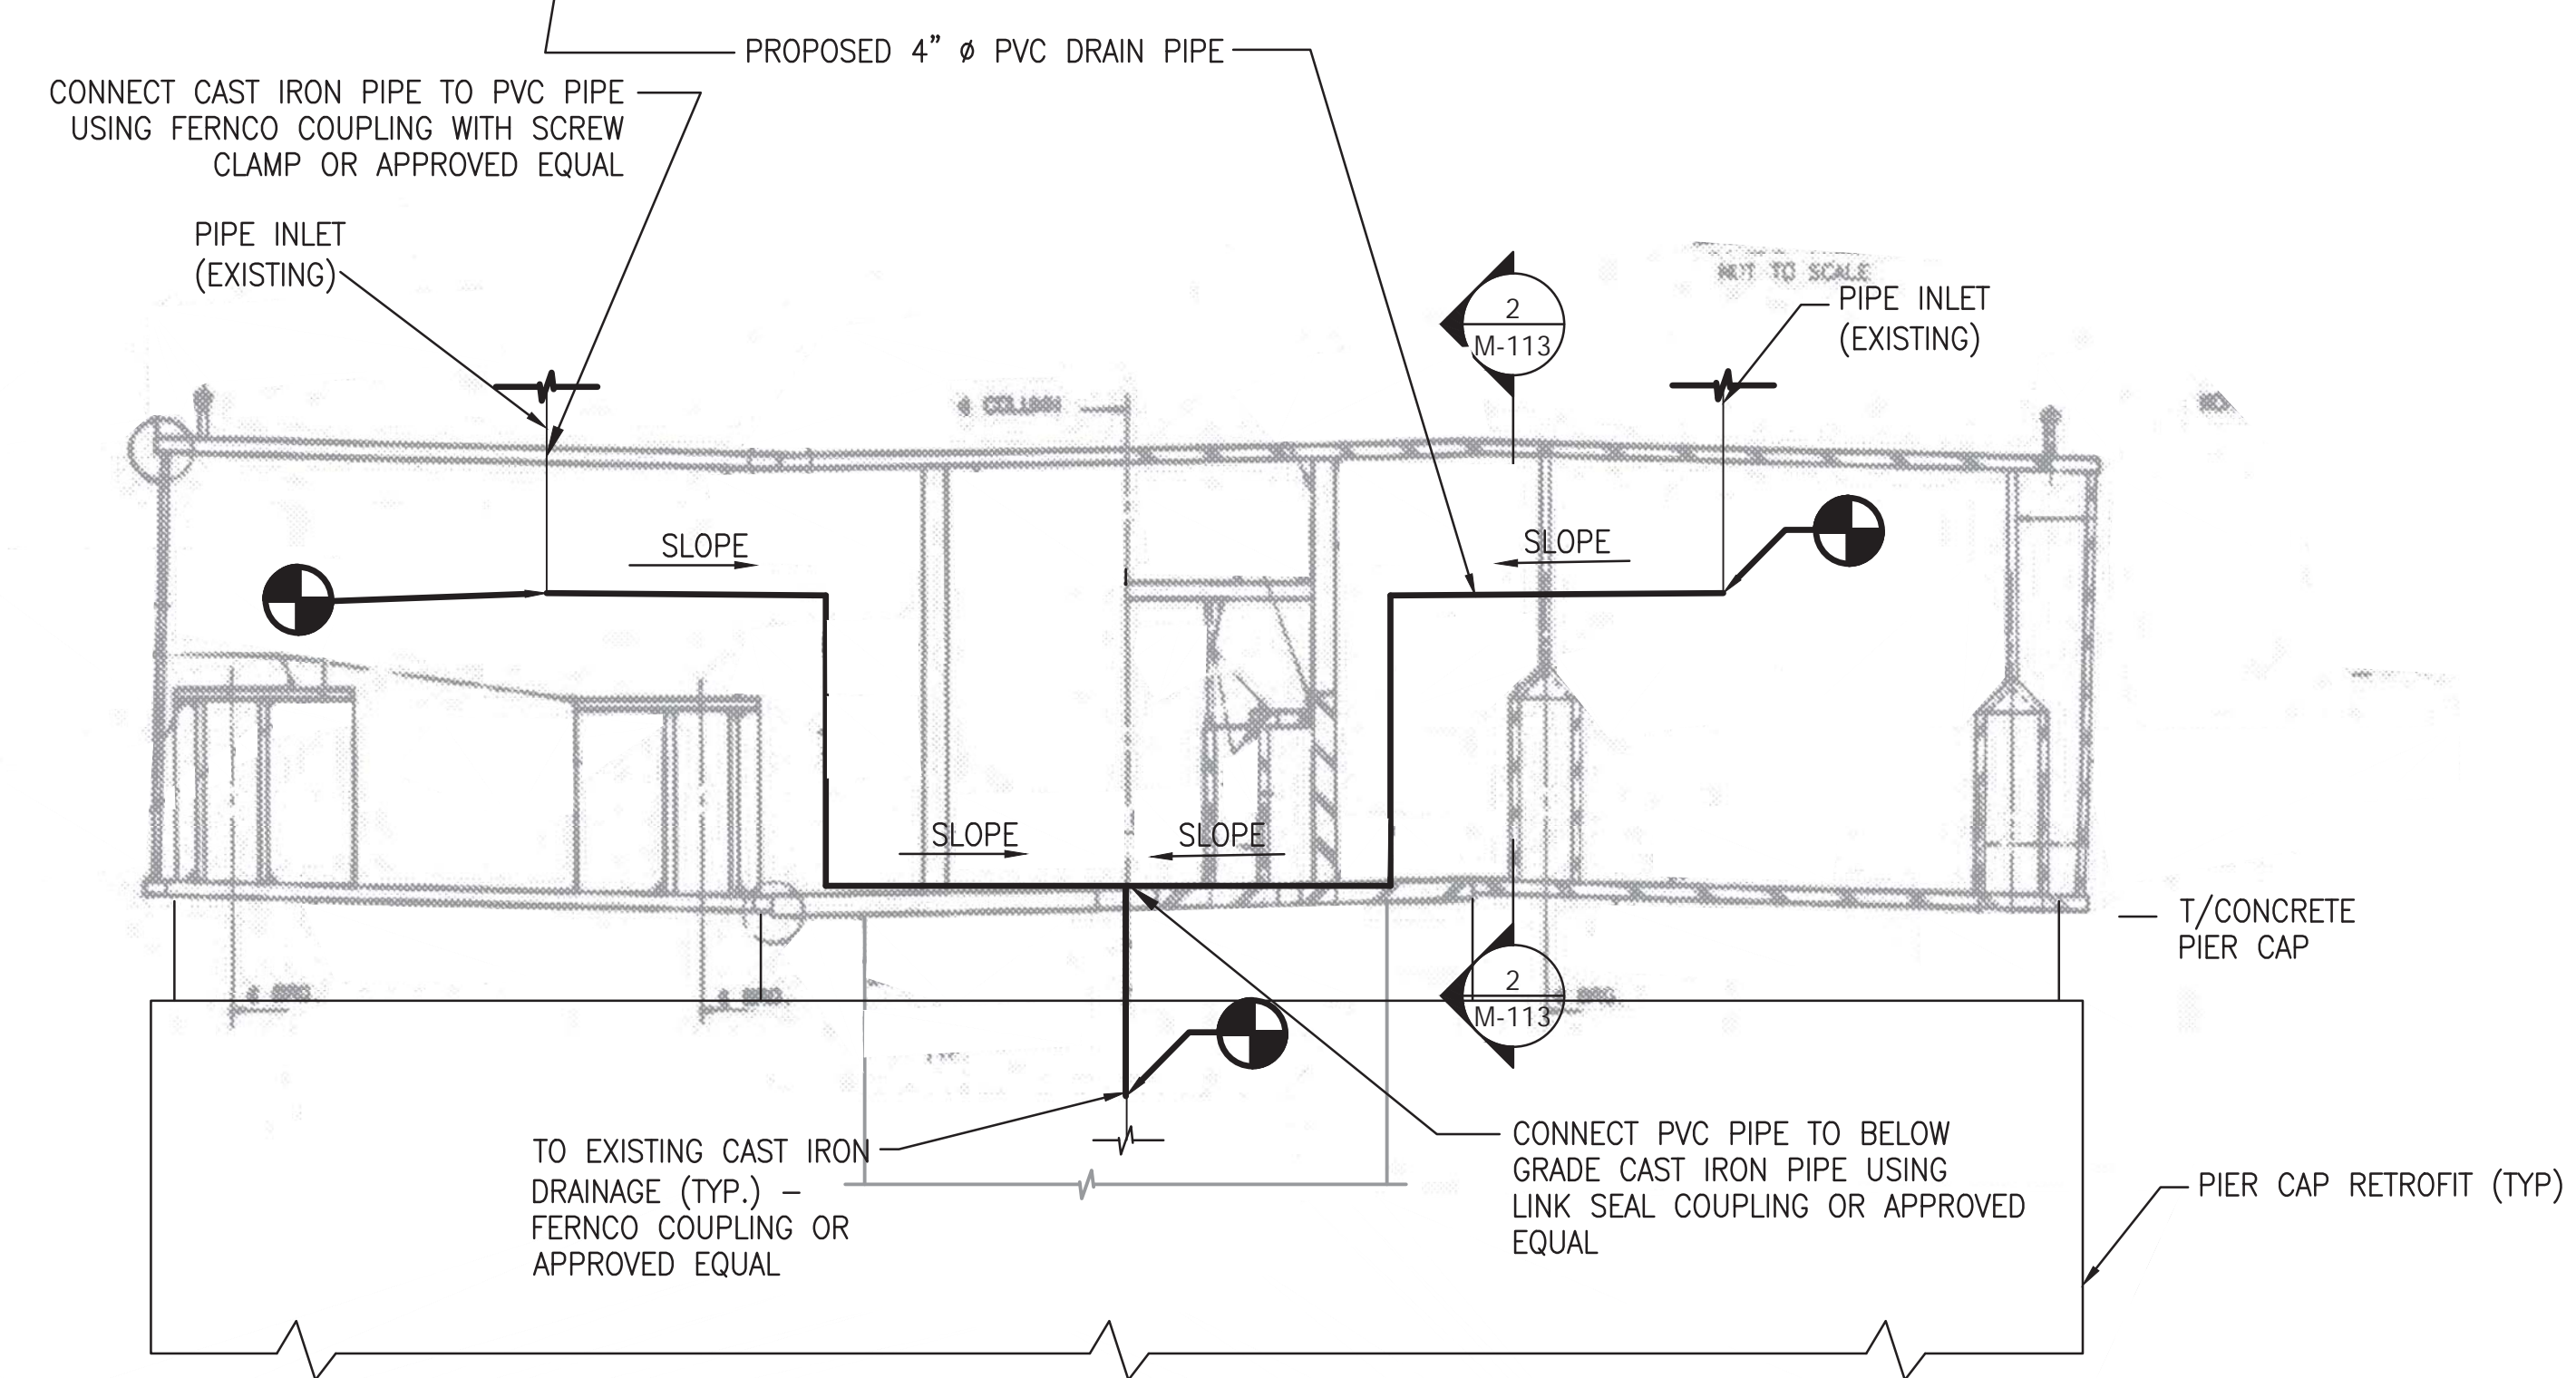 PROPOSED 4" ø PVC DRAIN PIPE
CONNECT CAST IRON PIPE TO PVC PIPE
USING FERNCO COUPLING WITH SCREW
CLAMP OR APPROVED EQUAL
PIPE INLET
(EXISTING)
NOT TO SCALE
PIPE INLET
(EXISTING)
2
M-113
COLUMN
SLOPE
SLOPE
SLOPE
SLOPE
T/CONCRETE
PIER CAP
2
M-113
TO EXISTING CAST IRON
DRAINAGE (TYP.) –
FERNCO COUPLING OR
APPROVED EQUAL
CONNECT PVC PIPE TO BELOW
GRADE CAST IRON PIPE USING
LINK SEAL COUPLING OR APPROVED
EQUAL
PIER CAP RETROFIT (TYP)